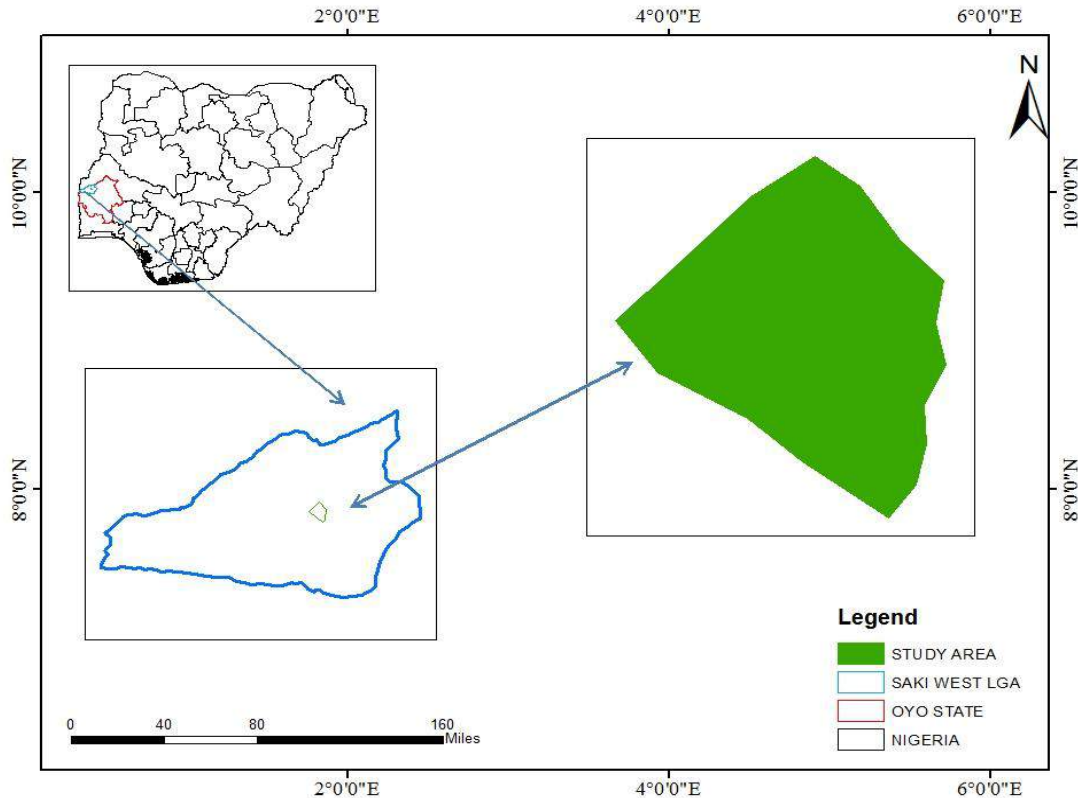 2°0'0"E 4°0'0"E 6°0'0"E
N
10°0'0"N 10°0'0"N
8°0'0"N 8°0'0"N
Legend
STUDY AREA
SAKI WEST LGA
OYO STATE
NIGERIA
0 40 80 160
Miles
2°0'0"E 4°0'0"E 6°0'0"E